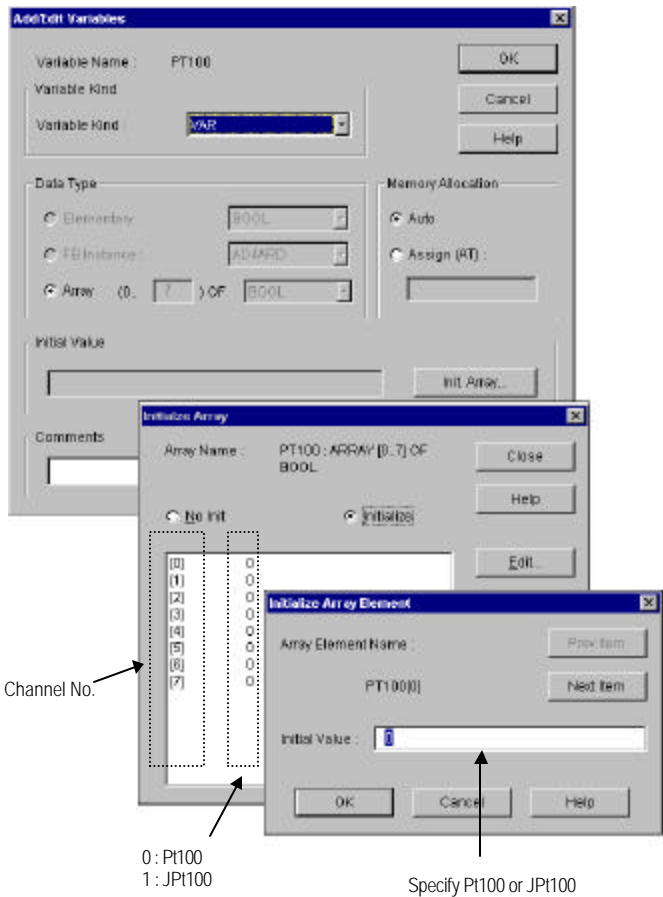 Add/Edit Variables
Variable Name : PT100
OK
Variable Kind
Cancel
Variable Kind VAR
Help
Data Type
Memory Allocation
Elementary BOOL
Auto
FB Instance : AD4ARD
Assign (AT) :
Array (0.. 7 ) OF BOOL
Initial Value
Init. Array...
Comments
Initialize Array
Array Name : PT100 : ARRAY [0..7] OF
BOOL
Close
Help
No Init Initialize
Edit...
[0] 0
[1] 0
[2] 0
[3] 0
[4] 0
[5] 0
[6] 0
[7] 0
Channel No.
Initialize Array Element
Array Element Name :
Prev Item
PT100[0]
Next Item
Initial Value : 0
OK Cancel Help
0 : Pt100
1 : JPt100
Specify Pt100 or JPt100